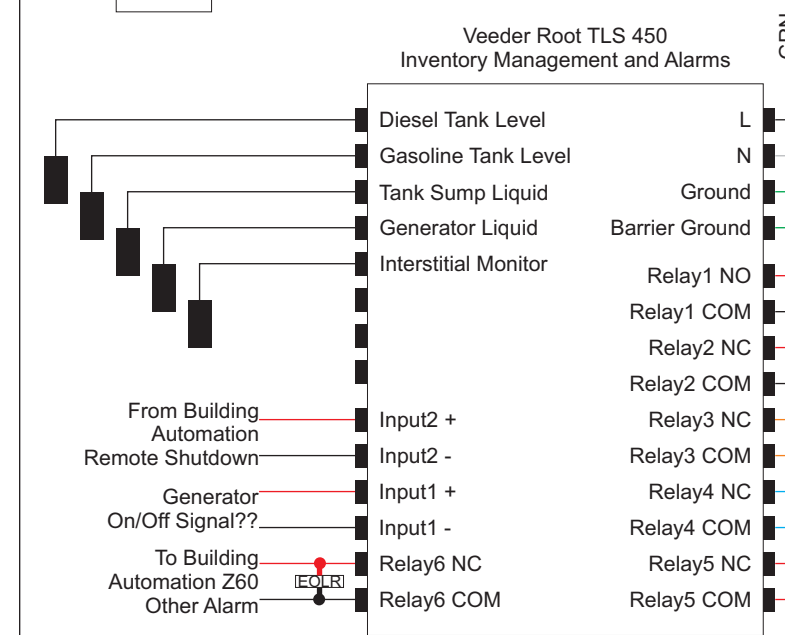 Veeder Root TLS 450
Inventory Management and Alarms
GRN
Diesel Tank Level
L
Gasoline Tank Level
N
Tank Sump Liquid
Ground
Generator Liquid
Barrier Ground
Interstitial Monitor
Relay1 NO
Relay1 COM
Relay2 NC
Relay2 COM
From Building
Automation
Remote Shutdown
Input2 +
Relay3 NC
Input2 -
Relay3 COM
Generator
On/Off Signal??
Input1 +
Relay4 NC
Input1 -
Relay4 COM
To Building
Automation Z60
Other Alarm
EOLR
Relay6 NC
Relay5 NC
Relay6 COM
Relay5 COM